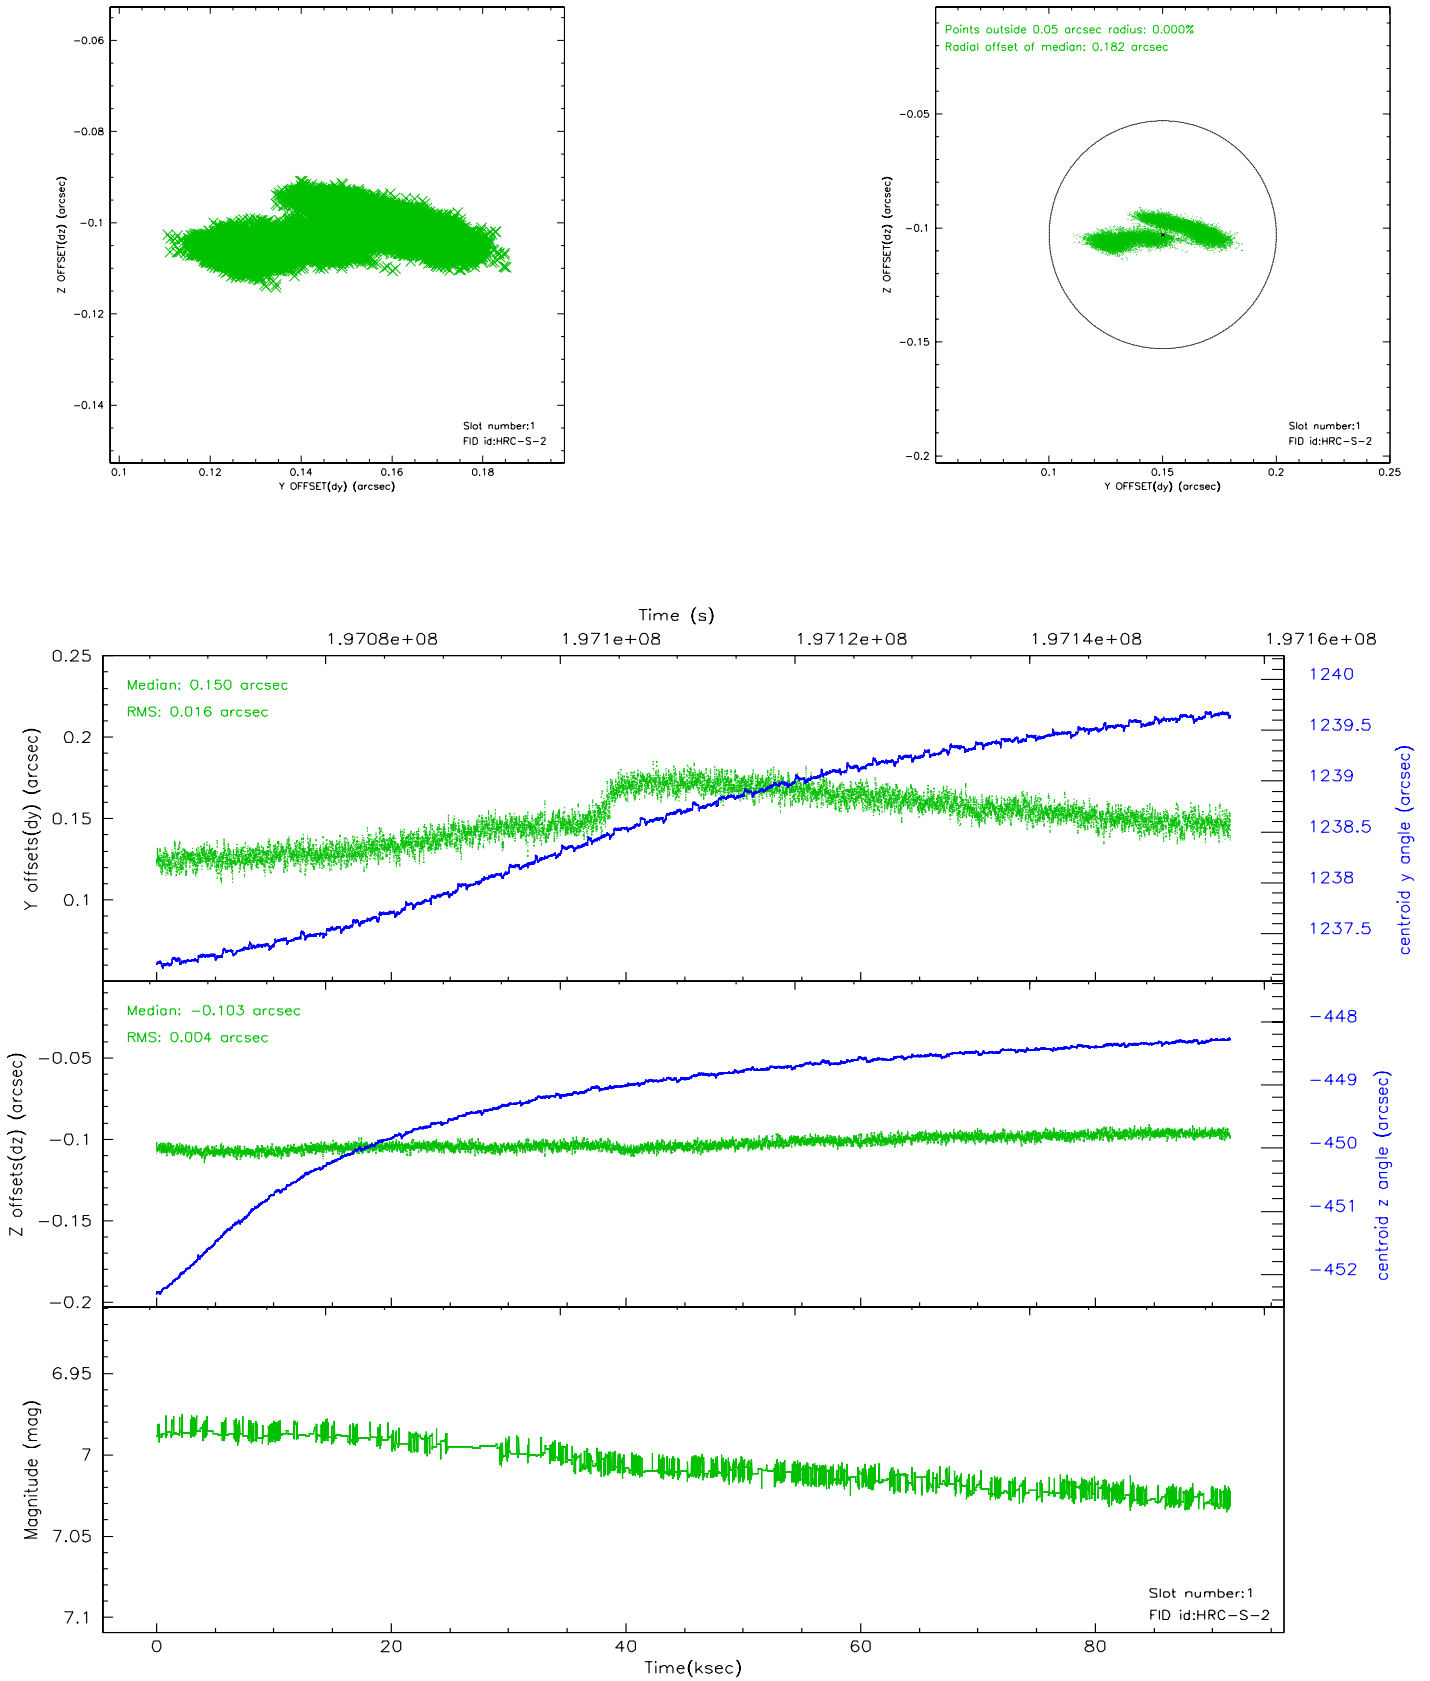 -0.06
-0.08
-0.1
-0.12
-0.14
Z OFFSET(dz) (arcsec)
Slot number:1
FID id:HRC-S-2
0.1 0.12 0.14 0.16 0.18
Y OFFSET(dy) (arcsec)
Points outside 0.05 arcsec radius: 0.000%
Radial offset of median: 0.182 arcsec
-0.05
-0.1
-0.15
-0.2
Z OFFSET(dz) (arcsec)
Slot number:1
FID id:HRC-S-2
0.1 0.15 0.2 0.25
Y OFFSET(dy) (arcsec)
Time (s)
1.9708e+08 1.971e+08 1.9712e+08 1.9714e+08 1.9716e+08
0.25
0.2
0.15
0.1
Y offsets(dy) (arcsec)
Median: 0.150 arcsec
RMS: 0.016 arcsec
1240
1239.5
1239
1238.5
1238
1237.5
centroid y angle (arcsec)
-0.05
-0.1
-0.15
-0.2
Z offsets(dz) (arcsec)
Median: -0.103 arcsec
RMS: 0.004 arcsec
-448
-449
-450
-451
-452
centroid z angle (arcsec)
6.95
7
7.05
7.1
Magnitude (mag)
Slot number:1
FID id:HRC-S-2
0 20 40 60 80
Time(ksec)